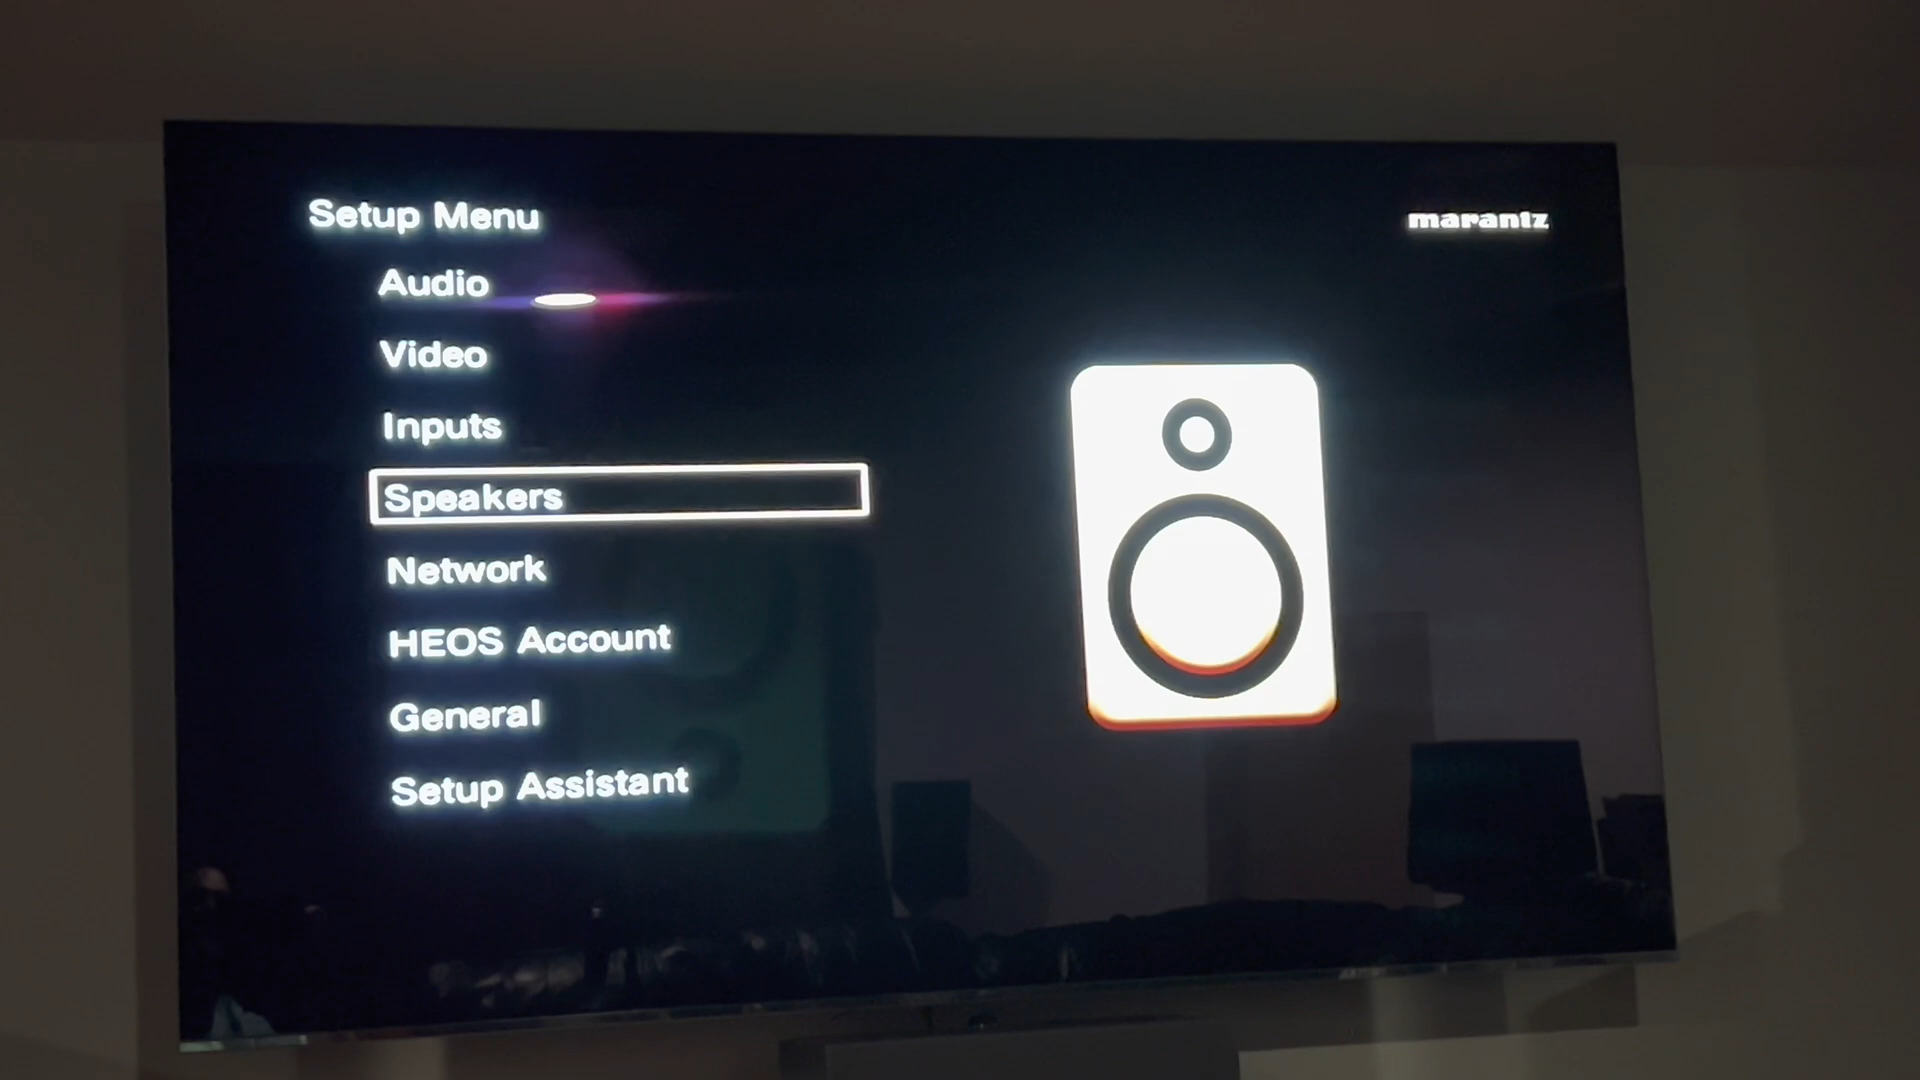 Setup Menu
marantz
Audio
Video
Inputs
Speakers
Network
HEOS Account
General
Setup Assistant